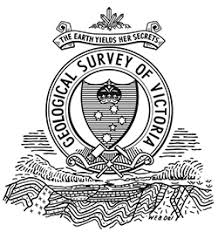 THE EARTH YIELDS HER SECRETS
GEOLOGICAL SURVEY OF VICTORIA